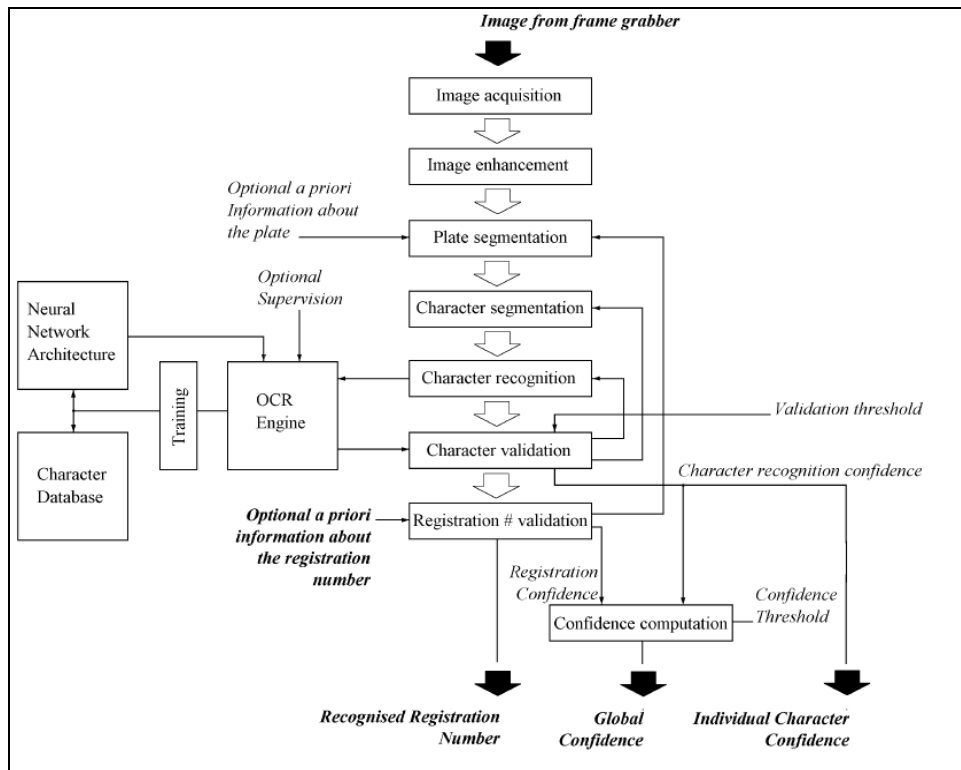 Image from frame grabber
Image acquisition
Image enhancement
Optional a priori
Information about
the plate
Plate segmentation
Optional
Supervision
Character segmentation
Neural
Network
Architecture
Character recognition
Training
OCR
Engine
Validation threshold
Character validation
Character
Database
Character recognition confidence
Optional a priori
information about
the registration
number
Registration # validation
Registration
Confidence
Confidence
Threshold
Confidence computation
Recognised Registration
Number
Global
Confidence
Individual Character
Confidence